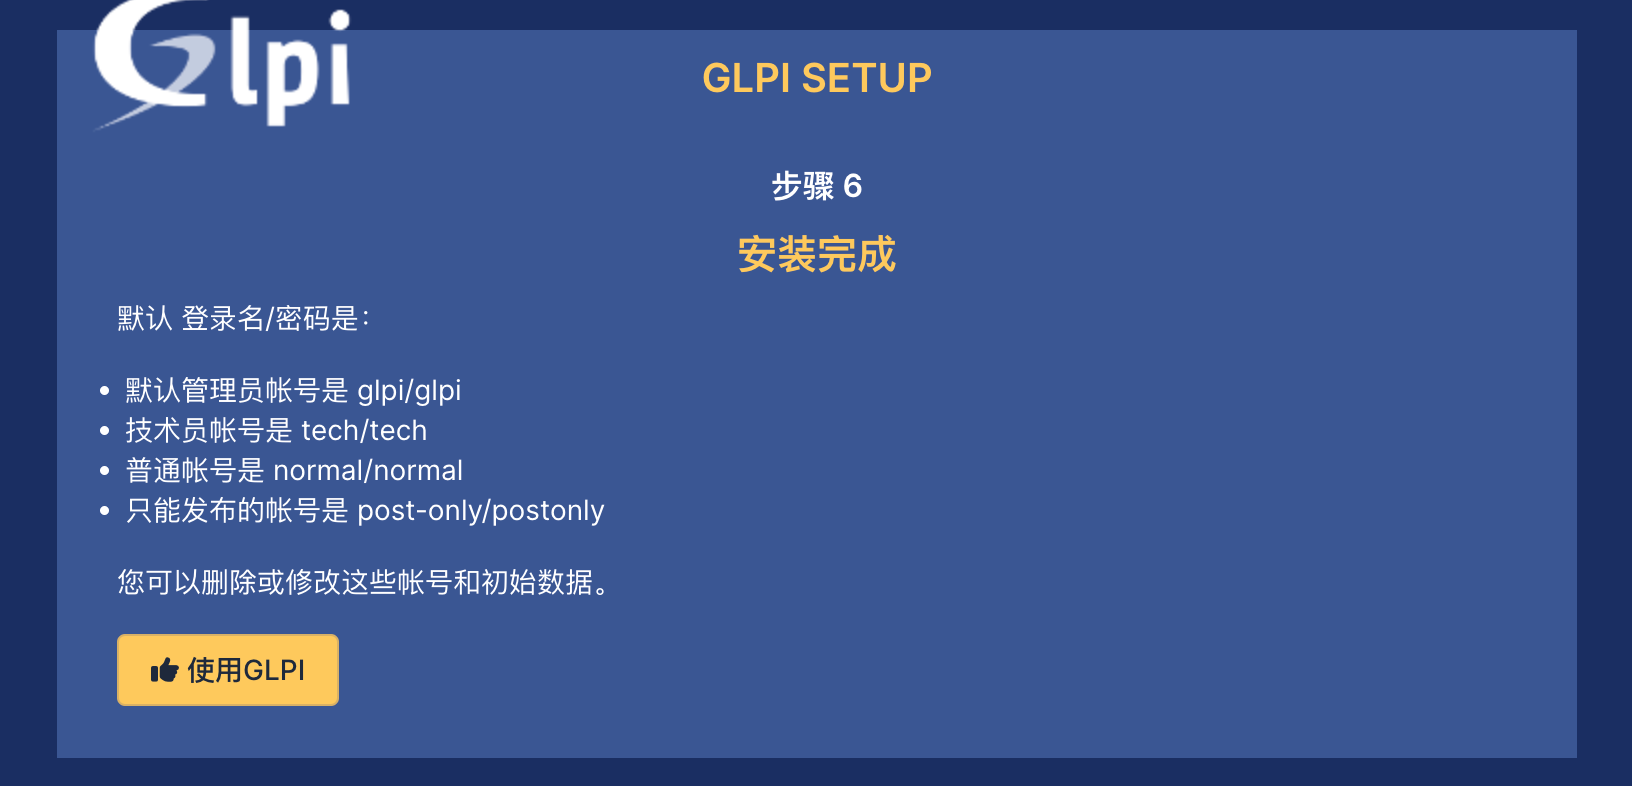 Glpi
GLPI SETUP
步骤 6
安装完成
默认 登录名/密码是：
默认管理员帐号是 glpi/glpi
技术员帐号是 tech/tech
普通帐号是 normal/normal
只能发布的帐号是 post-only/postonly
您可以删除或修改这些帐号和初始数据。
使用GLPI